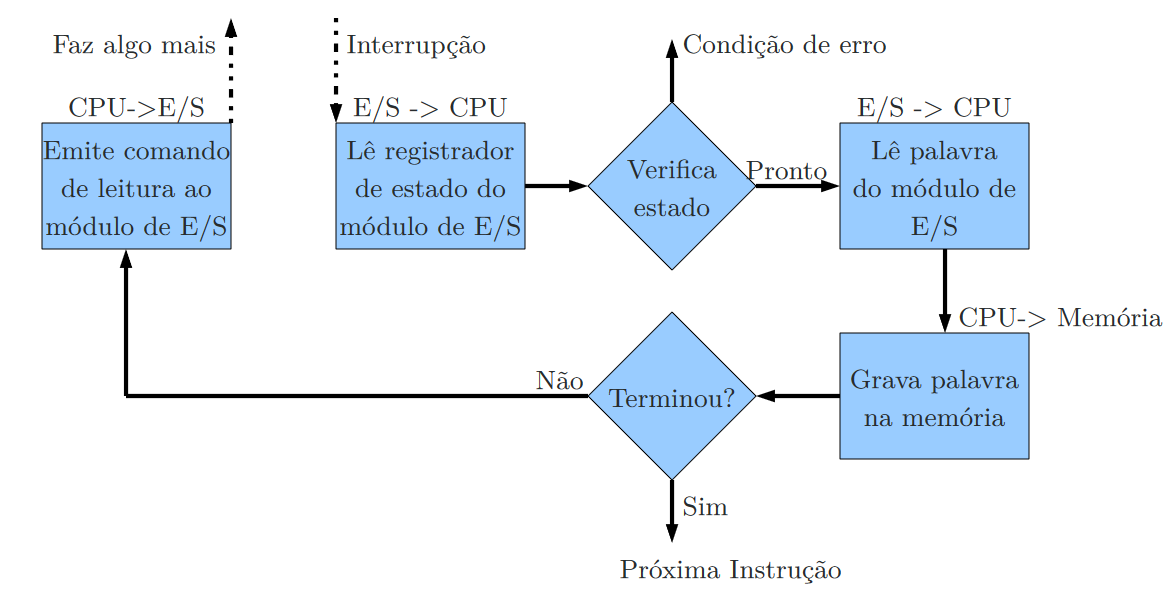 Faz algo mais
Interrupção
Condição de erro
CPU->E/S
E/S -> CPU
E/S -> CPU
Emite comando
de leitura ao
módulo de E/S
Lê registrador
de estado do
módulo de E/S
Verifica
estado
Pronto
Lê palavra
do módulo de
E/S
CPU-> Memória
Grava palavra
na memória
Terminou?
Não
Sim
Próxima Instrução